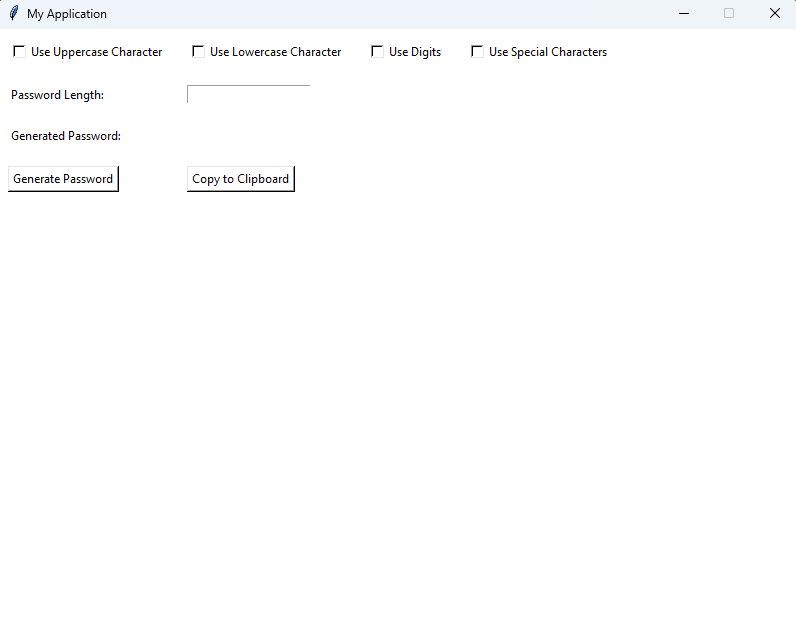 My Application
Use Uppercase Character Use Lowercase Character Use Digits Use Special Characters
Password Length:
Generated Password:
Generate Password Copy to Clipboard